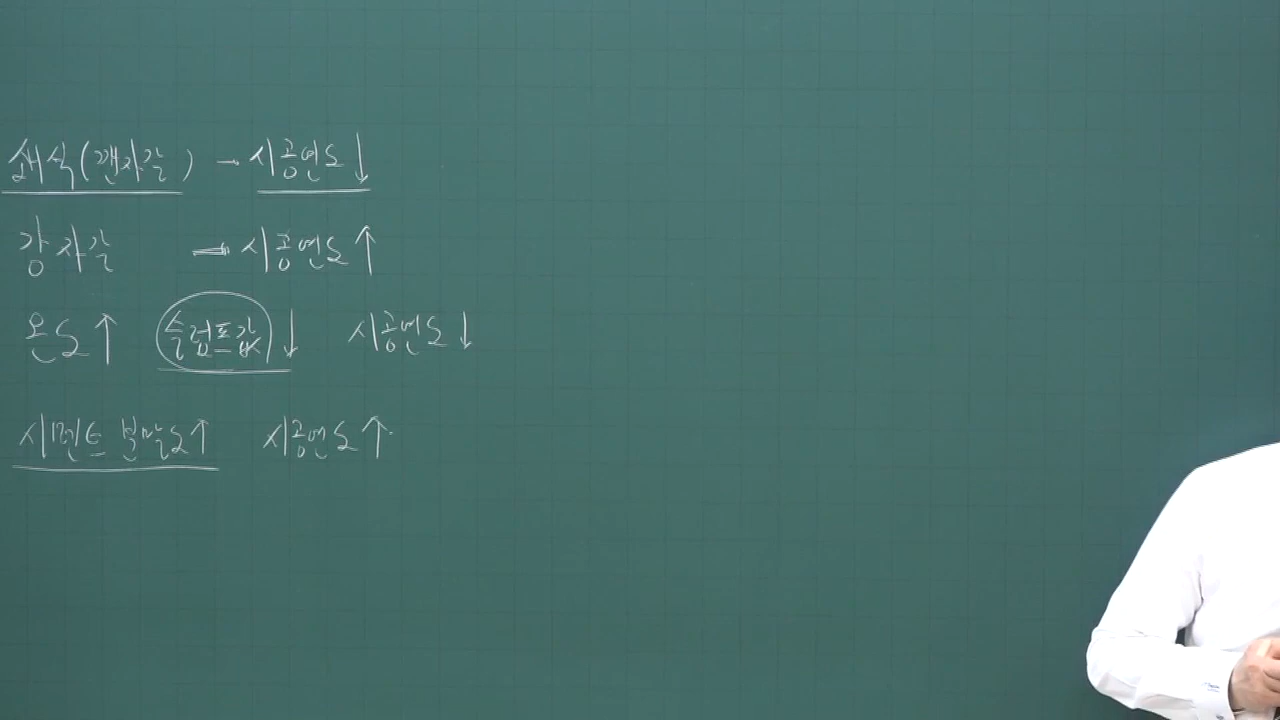 쇄석(깬자갈) → 시공연도↓
강자갈 → 시공연도↑
온도↑ 슬럼프값↓ 시공연도↓
시멘트 분말도↑ 시공연도↑